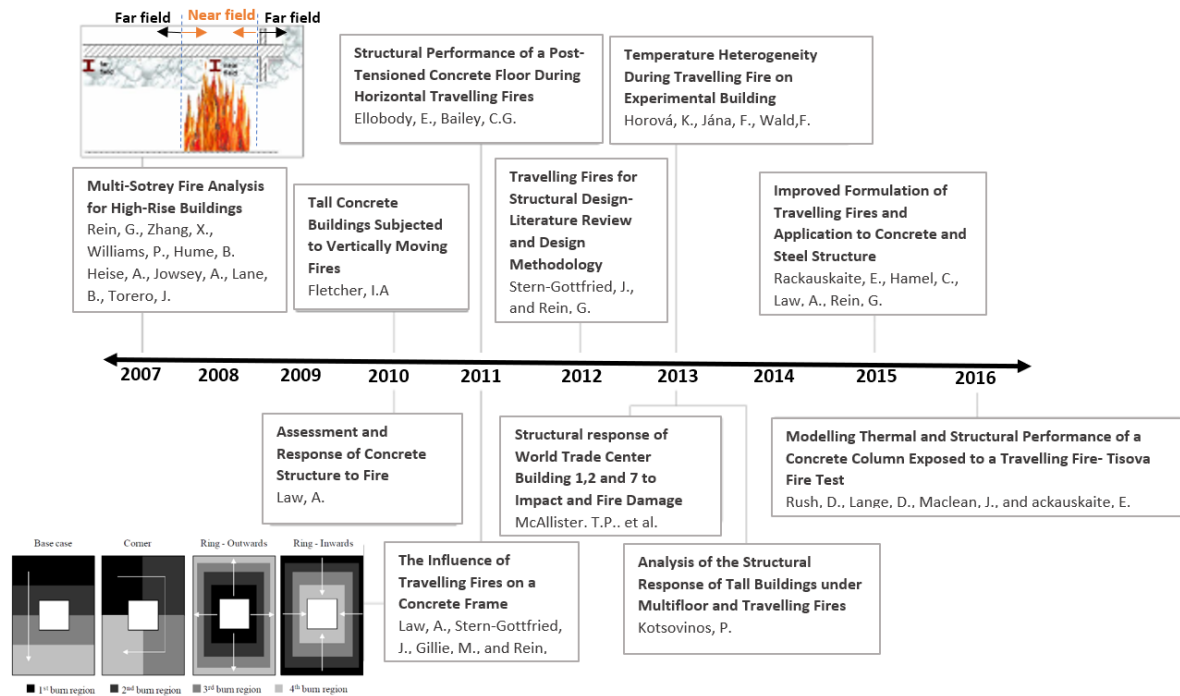 Far field
Near field
Far field
far
field
near
field
Multi-Sotrey Fire Analysis
for High-Rise Buildings
Rein, G., Zhang, X.,
Williams, P., Hume, B.
Heise, A., Jowsey, A., Lane,
B., Torero, J.
Tall Concrete
Buildings Subjected
to Vertically Moving
Fires
Fletcher, I.A
Structural Performance of a Post-
Tensioned Concrete Floor During
Horizontal Travelling Fires
Ellobody, E., Bailey, C.G.
Travelling Fires for
Structural Design-
Literature Review
and Design
Methodology
Stern-Gottfried, J.,
and Rein, G.
Temperature Heterogeneity
During Travelling Fire on
Experimental Building
Horová, K., Jána, F., Wald,F.
Improved Formulation of
Travelling Fires and
Application to Concrete and
Steel Structure
Rackauskaite, E., Hamel, C.,
Law, A., Rein, G.
2007 2008 2009 2010 2011 2012 2013 2014 2015 2016
Assessment and
Response of Concrete
Structure to Fire
Law, A.
The Influence of
Travelling Fires on a
Concrete Frame
Law, A., Stern-Gottfried,
J., Gillie, M., and Rein,
Structural response of
World Trade Center
Building 1,2 and 7 to
Impact and Fire Damage
McAllister, T.P., et al.
Analysis of the Structural
Response of Tall Buildings under
Multifloor and Travelling Fires
Kotsovinos, P.
Modelling Thermal and Structural Performance of a
Concrete Column Exposed to a Travelling Fire- Tisova
Fire Test
Rush, D., Lange, D., Maclean, J., and ackauskaite, E.
Base case Corner Ring - Outwards Ring - Inwards
1st burn region 2nd burn region 3rd burn region 4th burn region